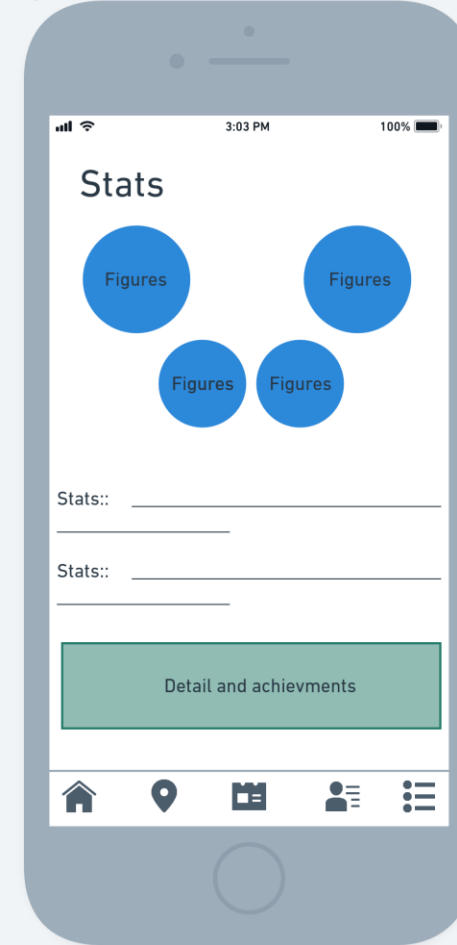 3:03 PM 100%
Stats
Figures Figures
Figures Figures
Stats::
Stats::
Detail and achievments